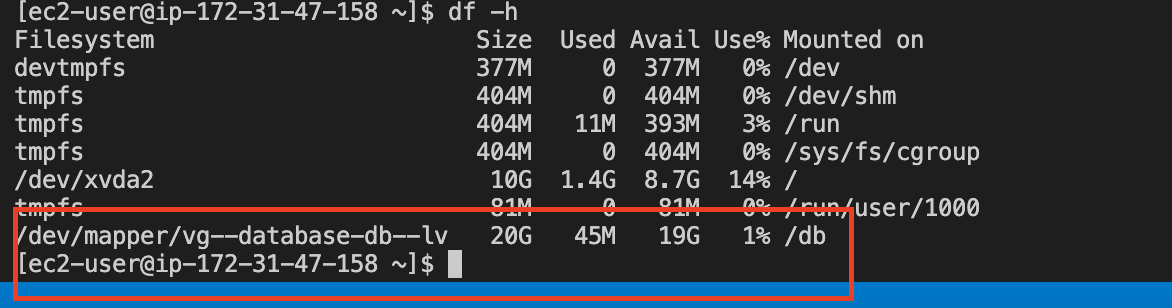 [ec2-user@ip-172-31-47-158 ~]$ df -h
Filesystem Size Used Avail Use% Mounted on
devtmpfs 377M 0 377M 0% /dev
tmpfs 404M 0 404M 0% /dev/shm
tmpfs 404M 11M 393M 3% /run
tmpfs 404M 0 404M 0% /sys/fs/cgroup
/dev/xvda2 10G 1.4G 8.7G 14% /
tmpfs 81M 0 81M 0% /run/user/1000
/dev/mapper/vg--database-db--lv 20G 45M 19G 1% /db
[ec2-user@ip-172-31-47-158 ~]$